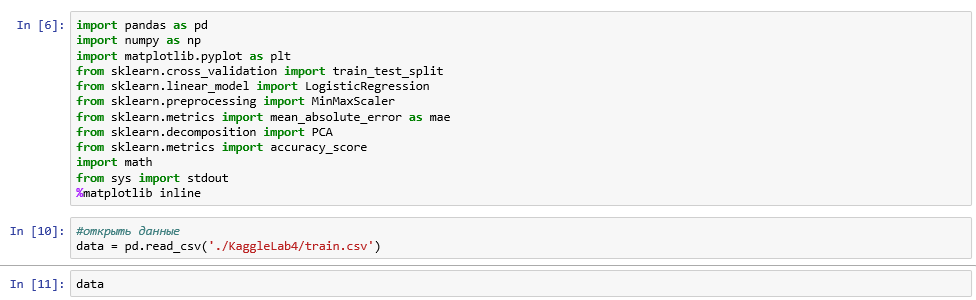 In [6]: import pandas as pd
import numpy as np
import matplotlib.pyplot as plt
from sklearn.cross_validation import train_test_split
from sklearn.linear_model import LogisticRegression
from sklearn.preprocessing import MinMaxScaler
from sklearn.metrics import mean_absolute_error as mae
from sklearn.decomposition import PCA
from sklearn.metrics import accuracy_score
import math
from sys import stdout
%matplotlib inline
In [10]: #открыть данные
data = pd.read_csv('./KaggleLab4/train.csv')
In [11]: data